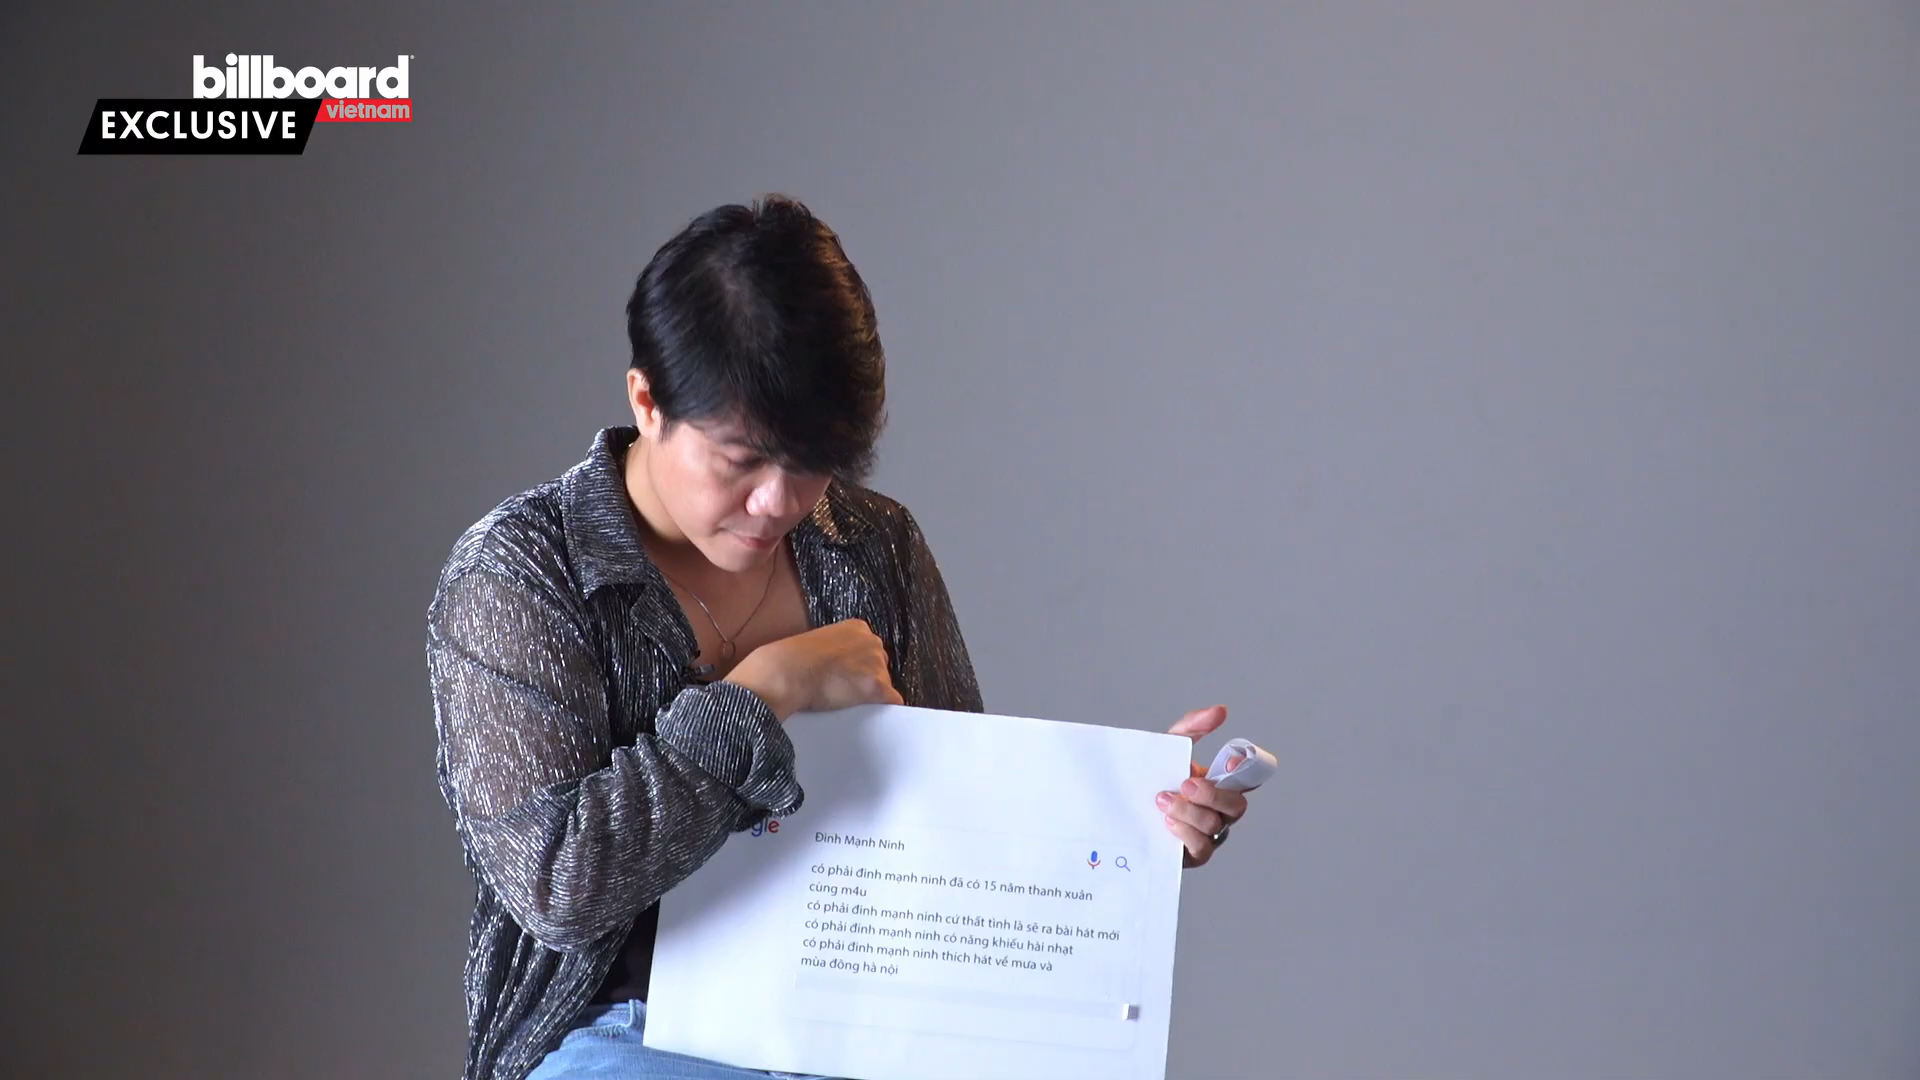 billboard
vietnam
EXCLUSIVE
gle
Đinh Mạnh Ninh
có phải đinh mạnh ninh đã có 15 năm thanh xuân
cùng m4u
có phải đinh mạnh ninh cứ thất tình là sẽ ra bài hát mới
có phải đinh mạnh ninh có năng khiếu hài nhạt
có phải đinh mạnh ninh thích hát về mưa và
mùa đông hà nội